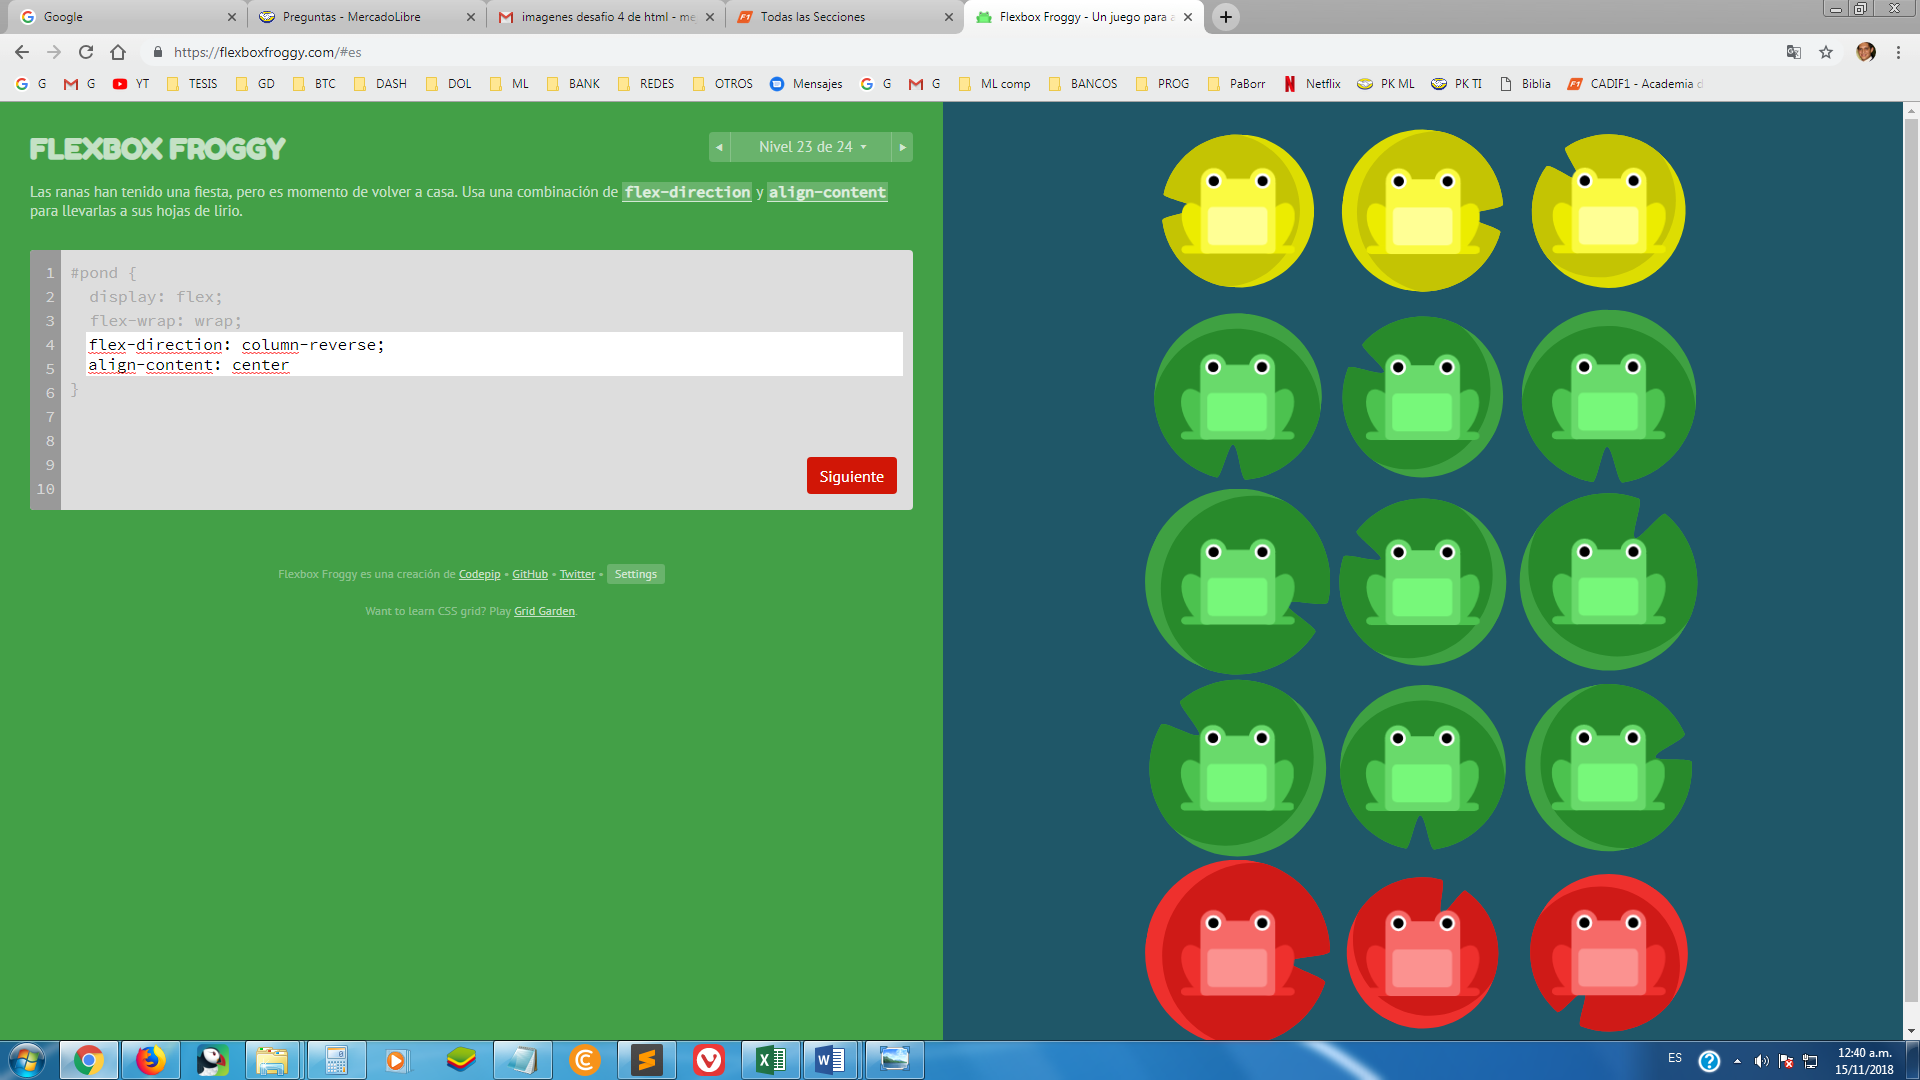 Google
Preguntas - MercadoLibre
imagenes desafio 4 de html - me
Todas las Secciones
Flexbox Froggy - Un juego para a
https://flexboxfroggy.com/#es
G G YT TESIS GD BTC DASH DOL ML BANK REDES OTROS Mensajes G G ML comp BANCOS PROG PaBorr Netflix PK ML PK TI Biblia CADIF1 - Academia d
FLEXBOX FROGGY
Nivel 23 de 24
Las ranas han tenido una fiesta, pero es momento de volver a casa. Usa una combinación de flex-direction y align-content
para llevarlas a sus hojas de lirio.
1 #pond {
2 display: flex;
3 flex-wrap: wrap;
4 flex-direction: column-reverse;
5 align-content: center
6 }
7
8
9
10
Siguiente
Flexbox Froggy es una creación de Codepip • GitHub • Twitter • Settings
Want to learn CSS grid? Play Grid Garden.
ES
12:40 a.m.
15/11/2018